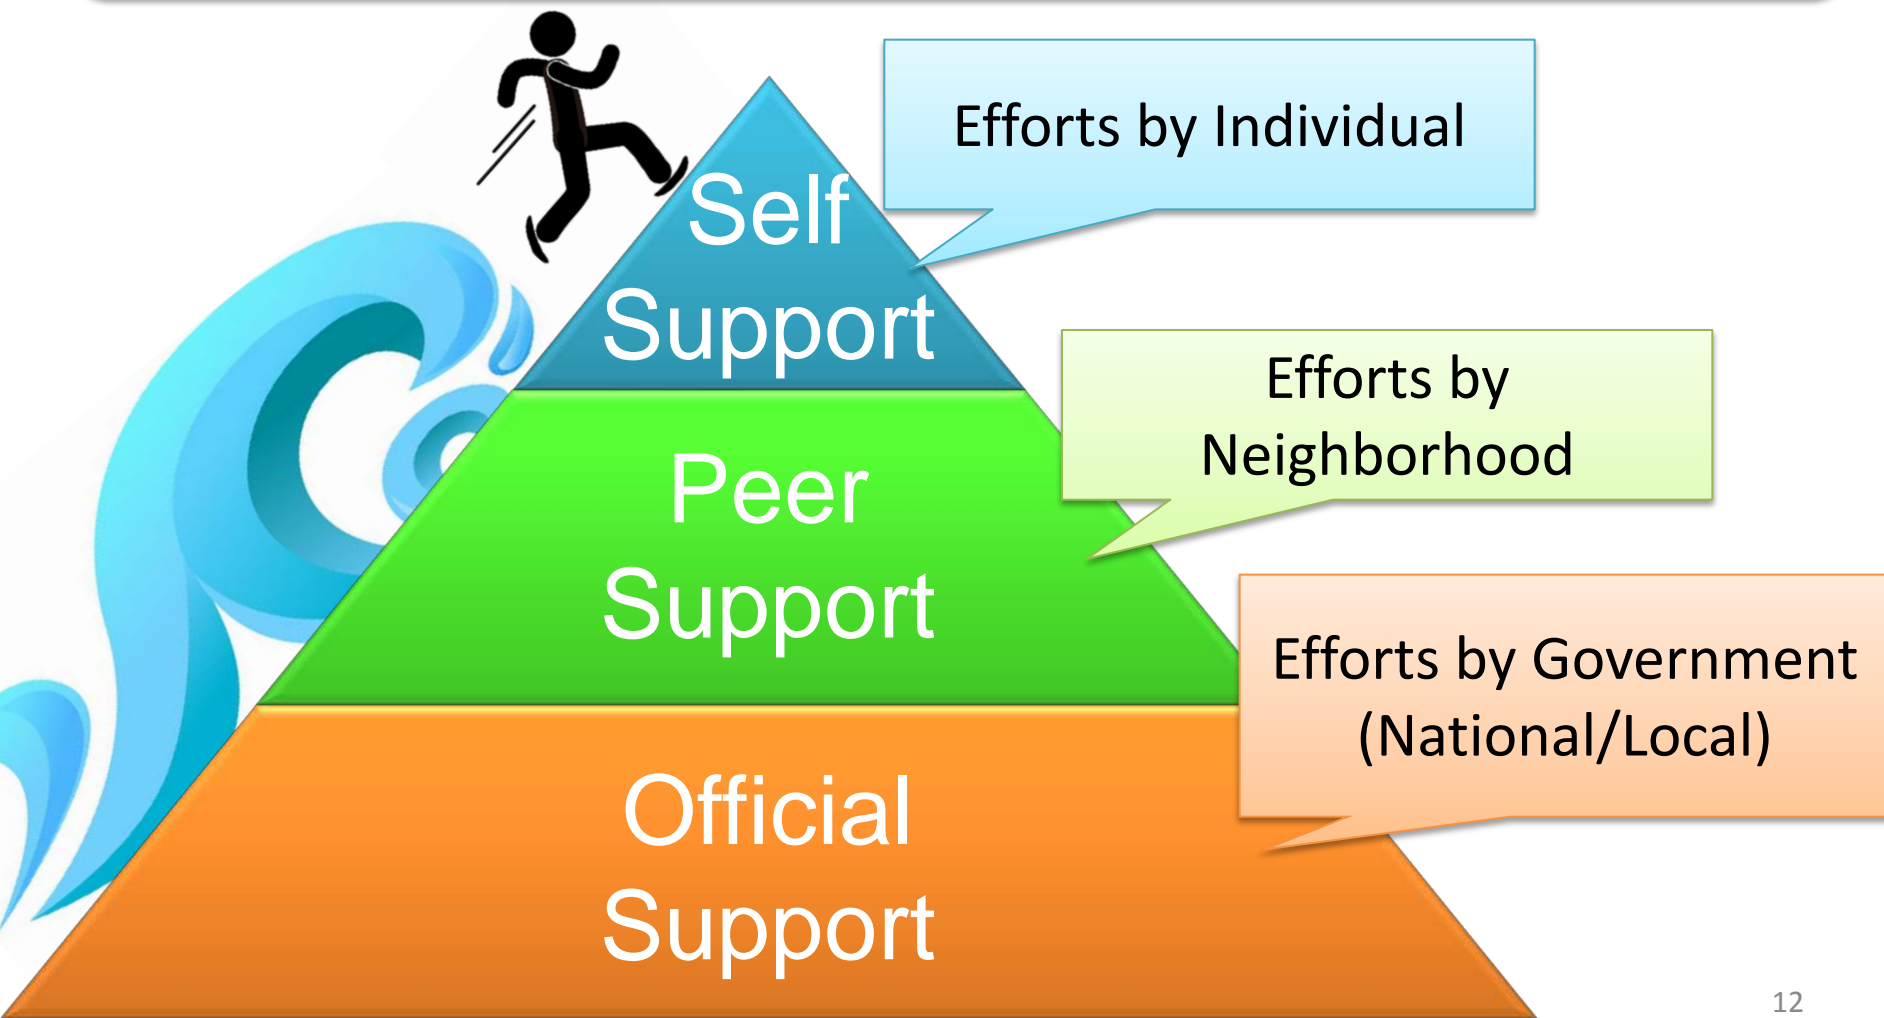 Efforts by Individual
Self
Support
Efforts by
Neighborhood
Peer
Support
Efforts by Government
(National/Local)
Official
Support
12